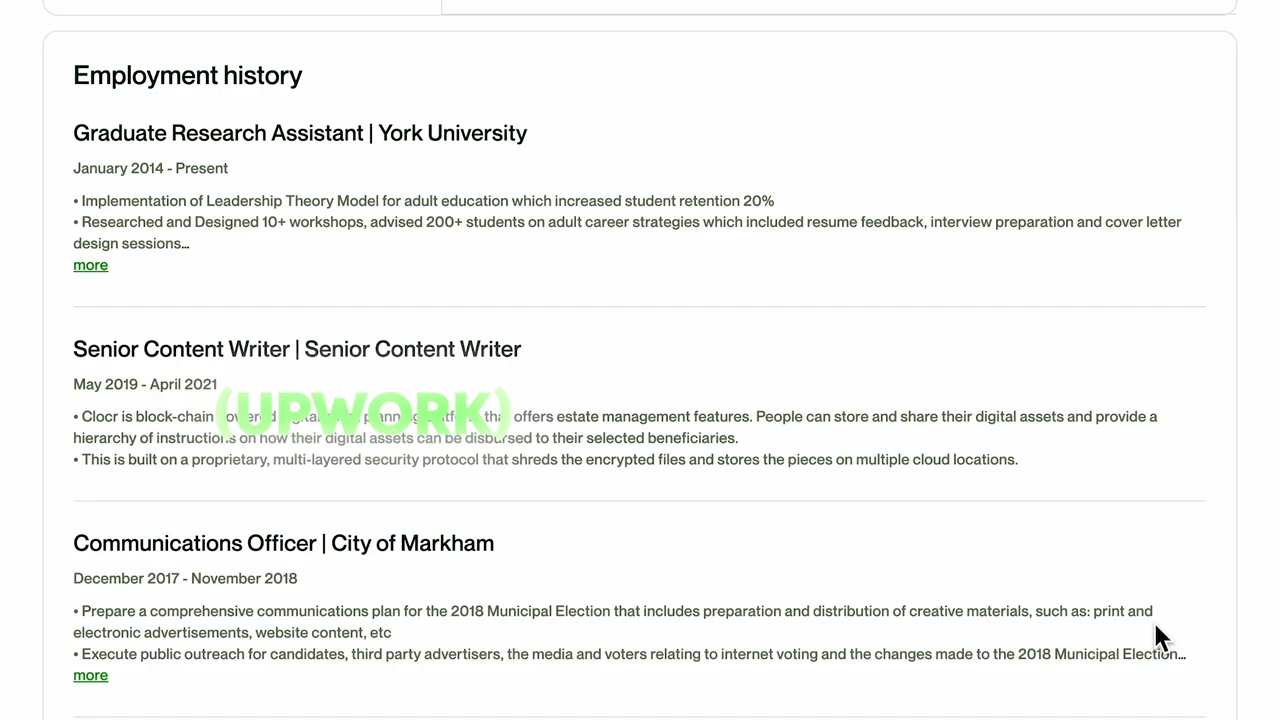 Employment history
Graduate Research Assistant | York University
January 2014 - Present
• Implementation of Leadership Theory Model for adult education which increased student retention 20%
• Researched and Designed 10+ workshops, advised 200+ students on adult career strategies which included resume feedback, interview preparation and cover letter
design sessions...
more
Senior Content Writer | Senior Content Writer
May 2019 - April 2021
(UPWORK)
• Clocr is block-chain offers estate management features. People can store and share their digital assets and provide a
hierarchy of instructions on how their digital assets can be disbursed to their selected beneficiaries.
• This is built on a proprietary, multi-layered security protocol that shreds the encrypted files and stores the pieces on multiple cloud locations.
Communications Officer | City of Markham
December 2017 - November 2018
• Prepare a comprehensive communications plan for the 2018 Municipal Election that includes preparation and distribution of creative materials, such as: print and
electronic advertisements, website content, etc
• Execute public outreach for candidates, third party advertisers, the media and voters relating to internet voting and the changes made to the 2018 Municipal Election...
more